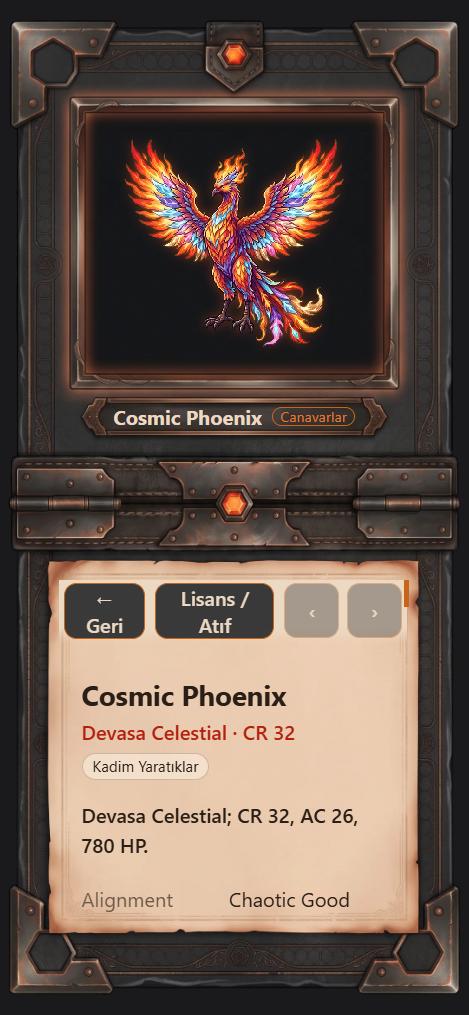 Cosmic Phoenix Canavarlar
←
Geri
Lisans /
Atıf
‹
›
Cosmic Phoenix
Devasa Celestial · CR 32
Kadim Yaratıklar
Devasa Celestial; CR 32, AC 26,
780 HP.
Alignment Chaotic Good